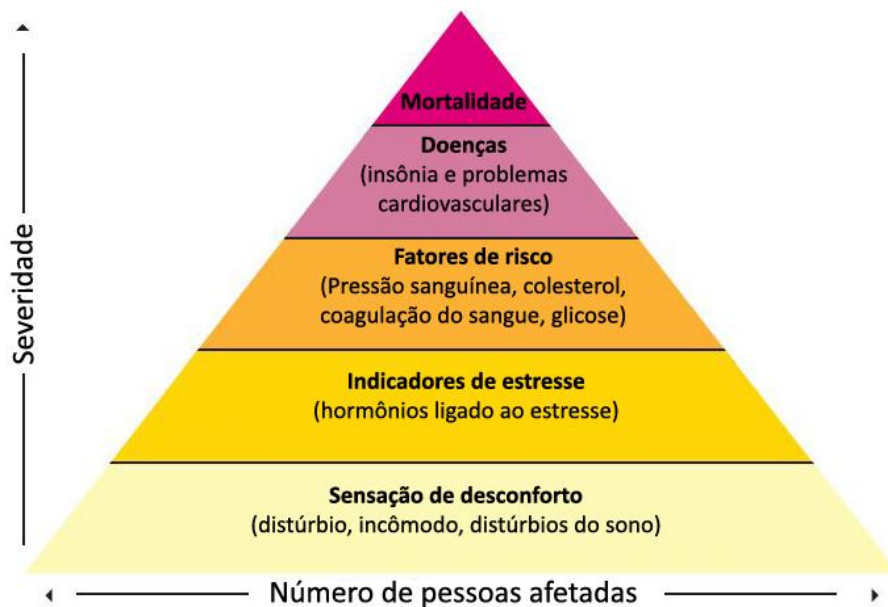 Severidade
Mortalidade
Doenças
(insônia e problemas
cardiovasculares)
Fatores de risco
(Pressão sanguínea, colesterol,
coagulação do sangue, glicose)
Indicadores de estresse
(hormônios ligado ao estresse)
Sensação de desconforto
(distúrbio, incômodo, distúrbios do sono)
Número de pessoas afetadas